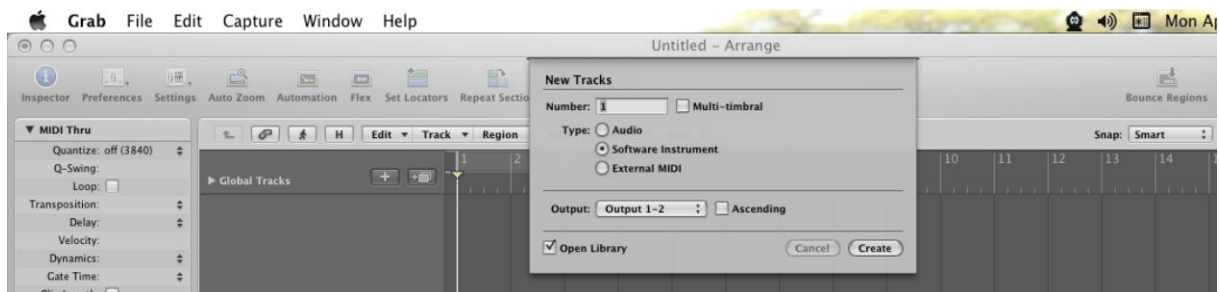 Grab File Edit Capture Window Help Mon Ap
Untitled – Arrange
Inspector Preferences Settings Auto Zoom Automation Flex Set Locators Repeat Sectio Bounce Regions
New Tracks
Number: 1 Multi-timbral
Type: Audio
Software Instrument
External MIDI
Output: Output 1-2 Ascending
Open Library Cancel Create
MIDI Thru
Quantize: off (3840)
Q-Swing:
Loop:
Transposition:
Delay:
Velocity:
Dynamics:
Gate Time:
H Edit Track Region
Snap: Smart
Global Tracks
1 2 10 11 12 13 14